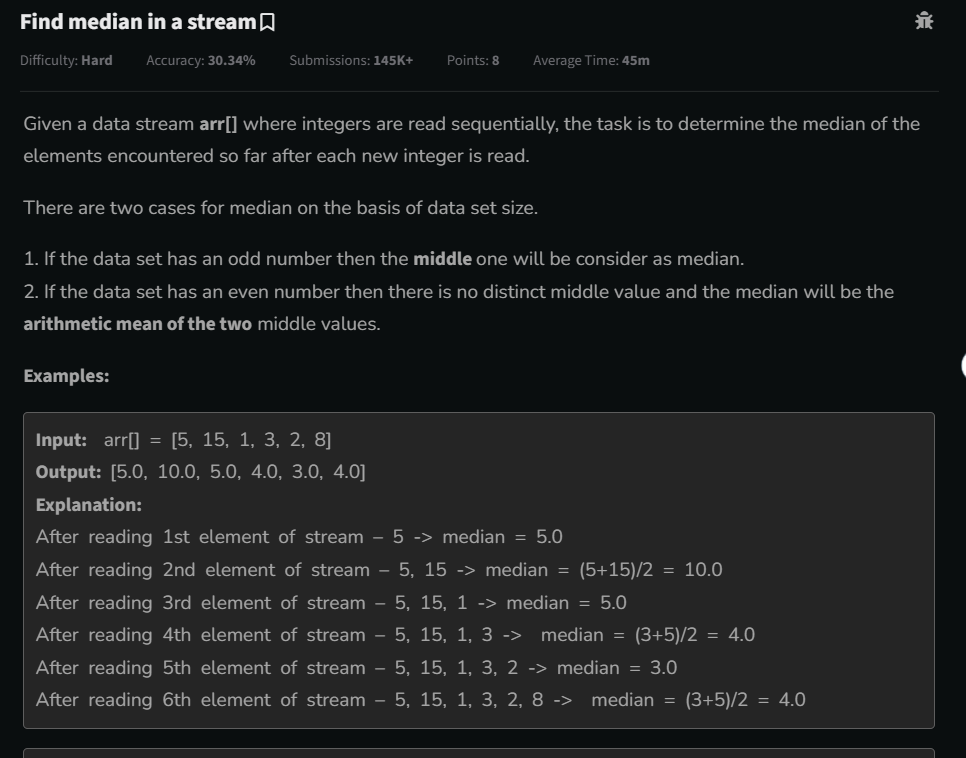 Find median in a stream
Difficulty: Hard Accuracy: 30.34% Submissions: 145K+ Points: 8 Average Time: 45m
Given a data stream arr[] where integers are read sequentially, the task is to determine the median of the
elements encountered so far after each new integer is read.
There are two cases for median on the basis of data set size.
1. If the data set has an odd number then the middle one will be consider as median.
2. If the data set has an even number then there is no distinct middle value and the median will be the
arithmetic mean of the two middle values.
Examples:
Input: arr[] = [5, 15, 1, 3, 2, 8]
Output: [5.0, 10.0, 5.0, 4.0, 3.0, 4.0]
Explanation:
After reading 1st element of stream – 5 -> median = 5.0
After reading 2nd element of stream – 5, 15 -> median = (5+15)/2 = 10.0
After reading 3rd element of stream – 5, 15, 1 -> median = 5.0
After reading 4th element of stream – 5, 15, 1, 3 -> median = (3+5)/2 = 4.0
After reading 5th element of stream – 5, 15, 1, 3, 2 -> median = 3.0
After reading 6th element of stream – 5, 15, 1, 3, 2, 8 -> median = (3+5)/2 = 4.0